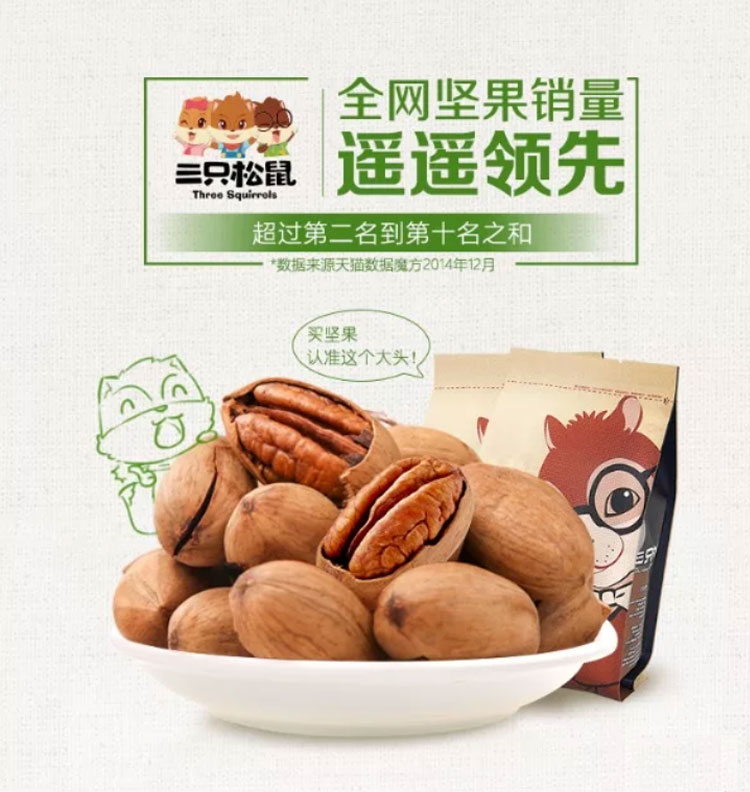 三只松鼠
Three Squirrels
全网坚果销量
遥遥领先
超过第二名到第十名之和
*数据来源天猫数据魔方2014年12月
买坚果
认准这个大头！
三只